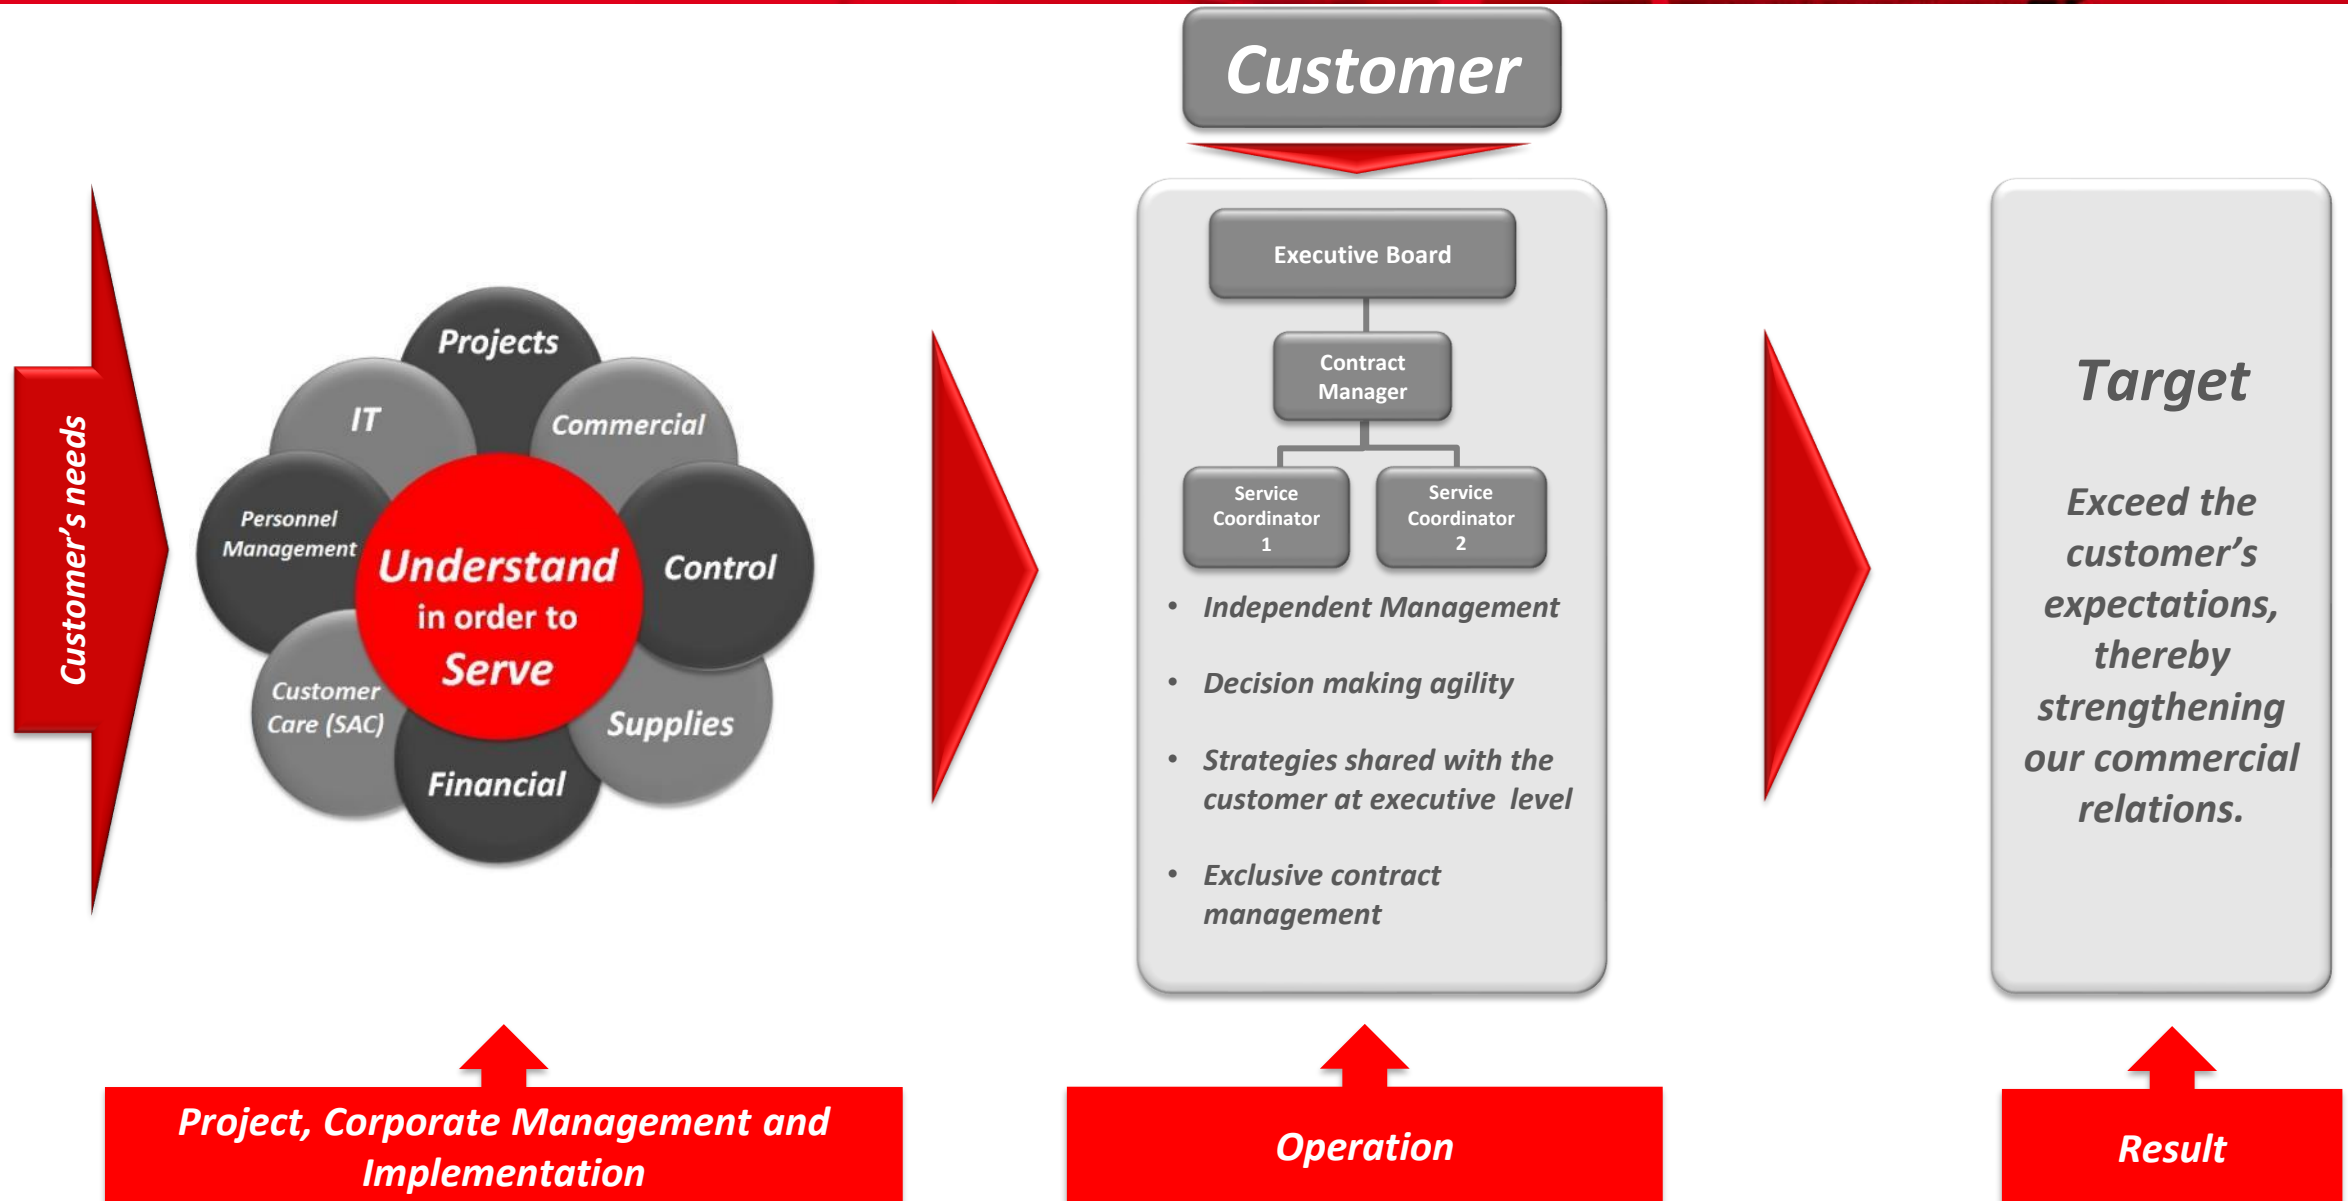 Customer
Customer's needs
Projects
IT
Commercial
Personnel
Management
Understand
in order to
Serve
Control
Customer
Care (SAC)
Supplies
Financial
Executive Board
Contract
Manager
Service
Coordinator
1
Service
Coordinator
2
• Independent Management
• Decision making agility
• Strategies shared with the
customer at executive level
• Exclusive contract
management
Target
Exceed the
customer's
expectations,
thereby
strengthening
our commercial
relations.
Project, Corporate Management and
Implementation
Operation
Result